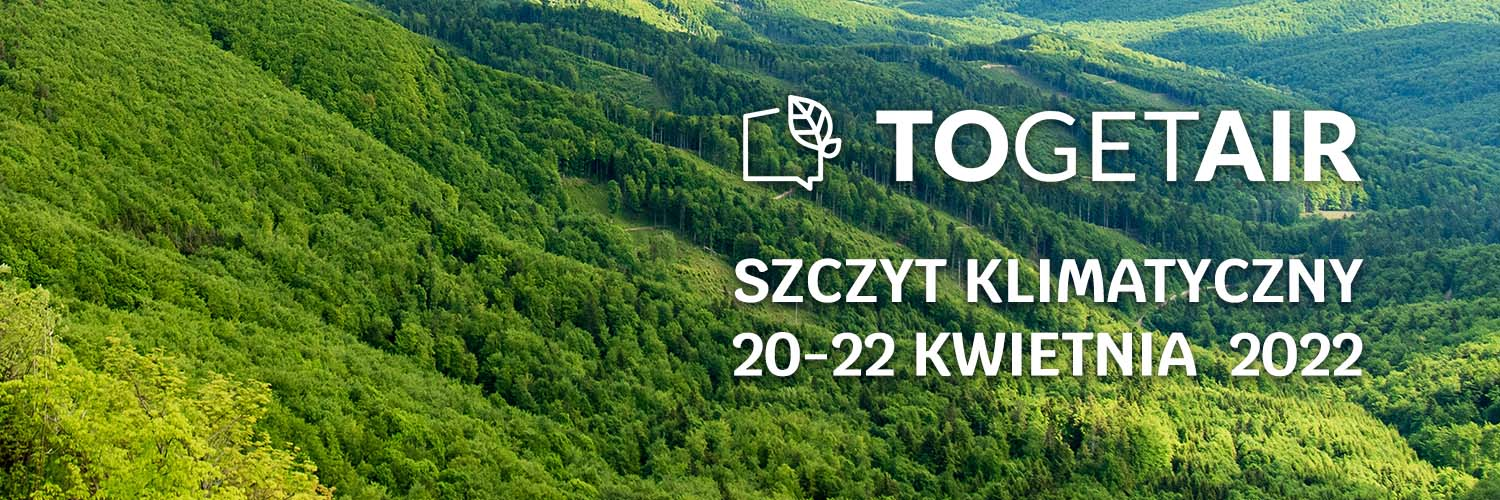 TOGETAIR
SZCZYT KLIMATYCZNY
20-22 KWIETNIA 2022